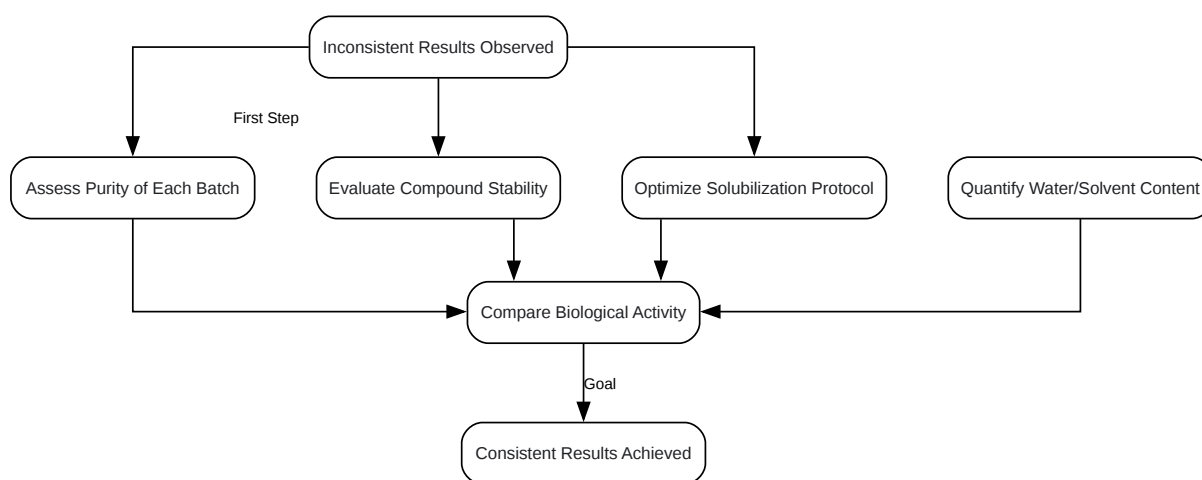 Inconsistent Results Observed
First Step
Assess Purity of Each Batch
Evaluate Compound Stability
Optimize Solubilization Protocol
Quantify Water/Solvent Content
Compare Biological Activity
Goal
Consistent Results Achieved